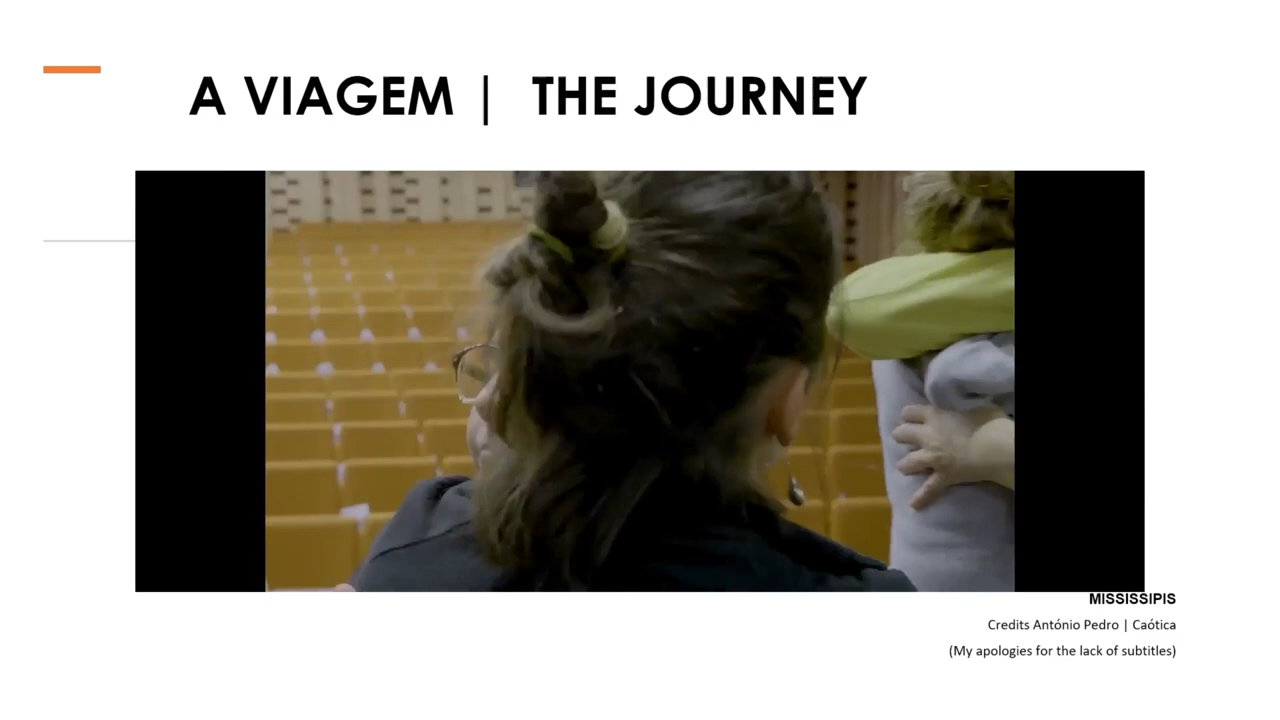 A VIAGEM | THE JOURNEY
MISSISSIPIS
Credits António Pedro | Caótica
(My apologies for the lack of subtitles)